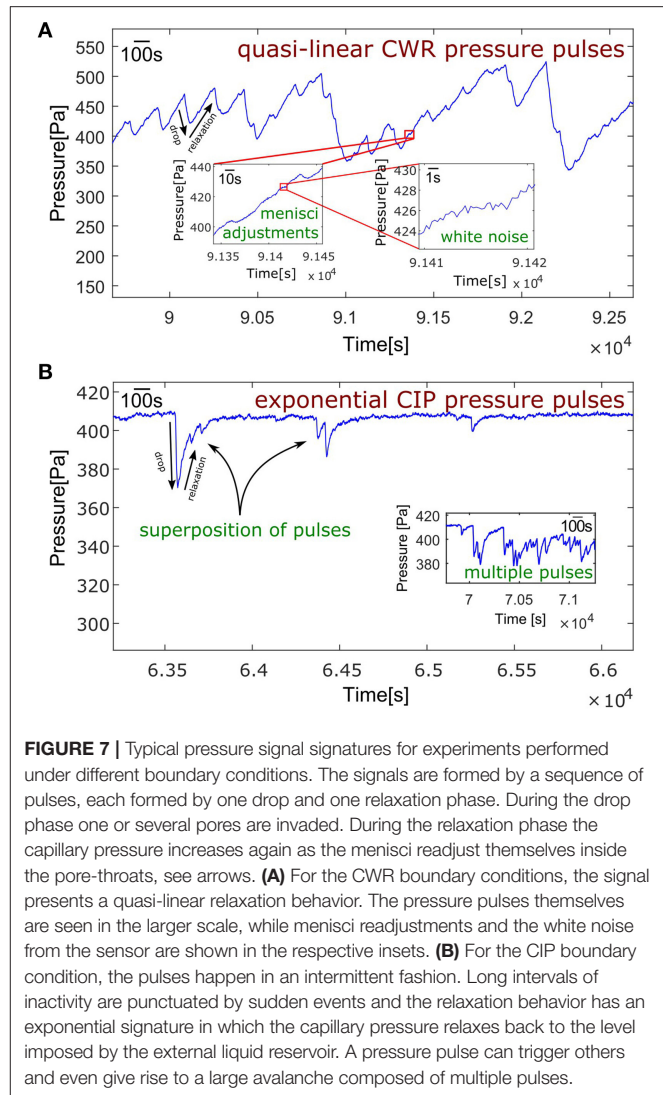 A
100s
quasi-linear CWR pressure pulses
Pressure[Pa]
550
500
450
400
350
300
250
200
150
drop
relaxation
Pressure[Pa]
440
420
400
10s
menisci
adjustments
9.135
9.14
9.145
Time[s]
× 10⁴
Pressure[Pa]
430
428
426
424
1s
white noise
9.141
9.142
Time[s]
× 10⁴
9
9.05
9.1
9.15
9.2
9.25
Time[s]
×10⁴
B
100s
exponential CIP pressure pulses
Pressure[Pa]
420
400
380
360
340
320
300
drop
relaxation
superposition of pulses
Pressure [Pa]
420
400
380
100s
multiple pulses
7
7.05
7.1
Time [s]
× 10⁴
6.35
6.4
6.45
6.5
6.55
6.6
Time[s]
×10⁴
FIGURE 7 | Typical pressure signal signatures for experiments performed
under different boundary conditions. The signals are formed by a sequence of
pulses, each formed by one drop and one relaxation phase. During the drop
phase one or several pores are invaded. During the relaxation phase the
capillary pressure increases again as the menisci readjust themselves inside
the pore-throats, see arrows. (A) For the CWR boundary conditions, the signal
presents a quasi-linear relaxation behavior. The pressure pulses themselves
are seen in the larger scale, while menisci readjustments and the white noise
from the sensor are shown in the respective insets. (B) For the CIP boundary
condition, the pulses happen in an intermittent fashion. Long intervals of
inactivity are punctuated by sudden events and the relaxation behavior has an
exponential signature in which the capillary pressure relaxes back to the level
imposed by the external liquid reservoir. A pressure pulse can trigger others
and even give rise to a large avalanche composed of multiple pulses.